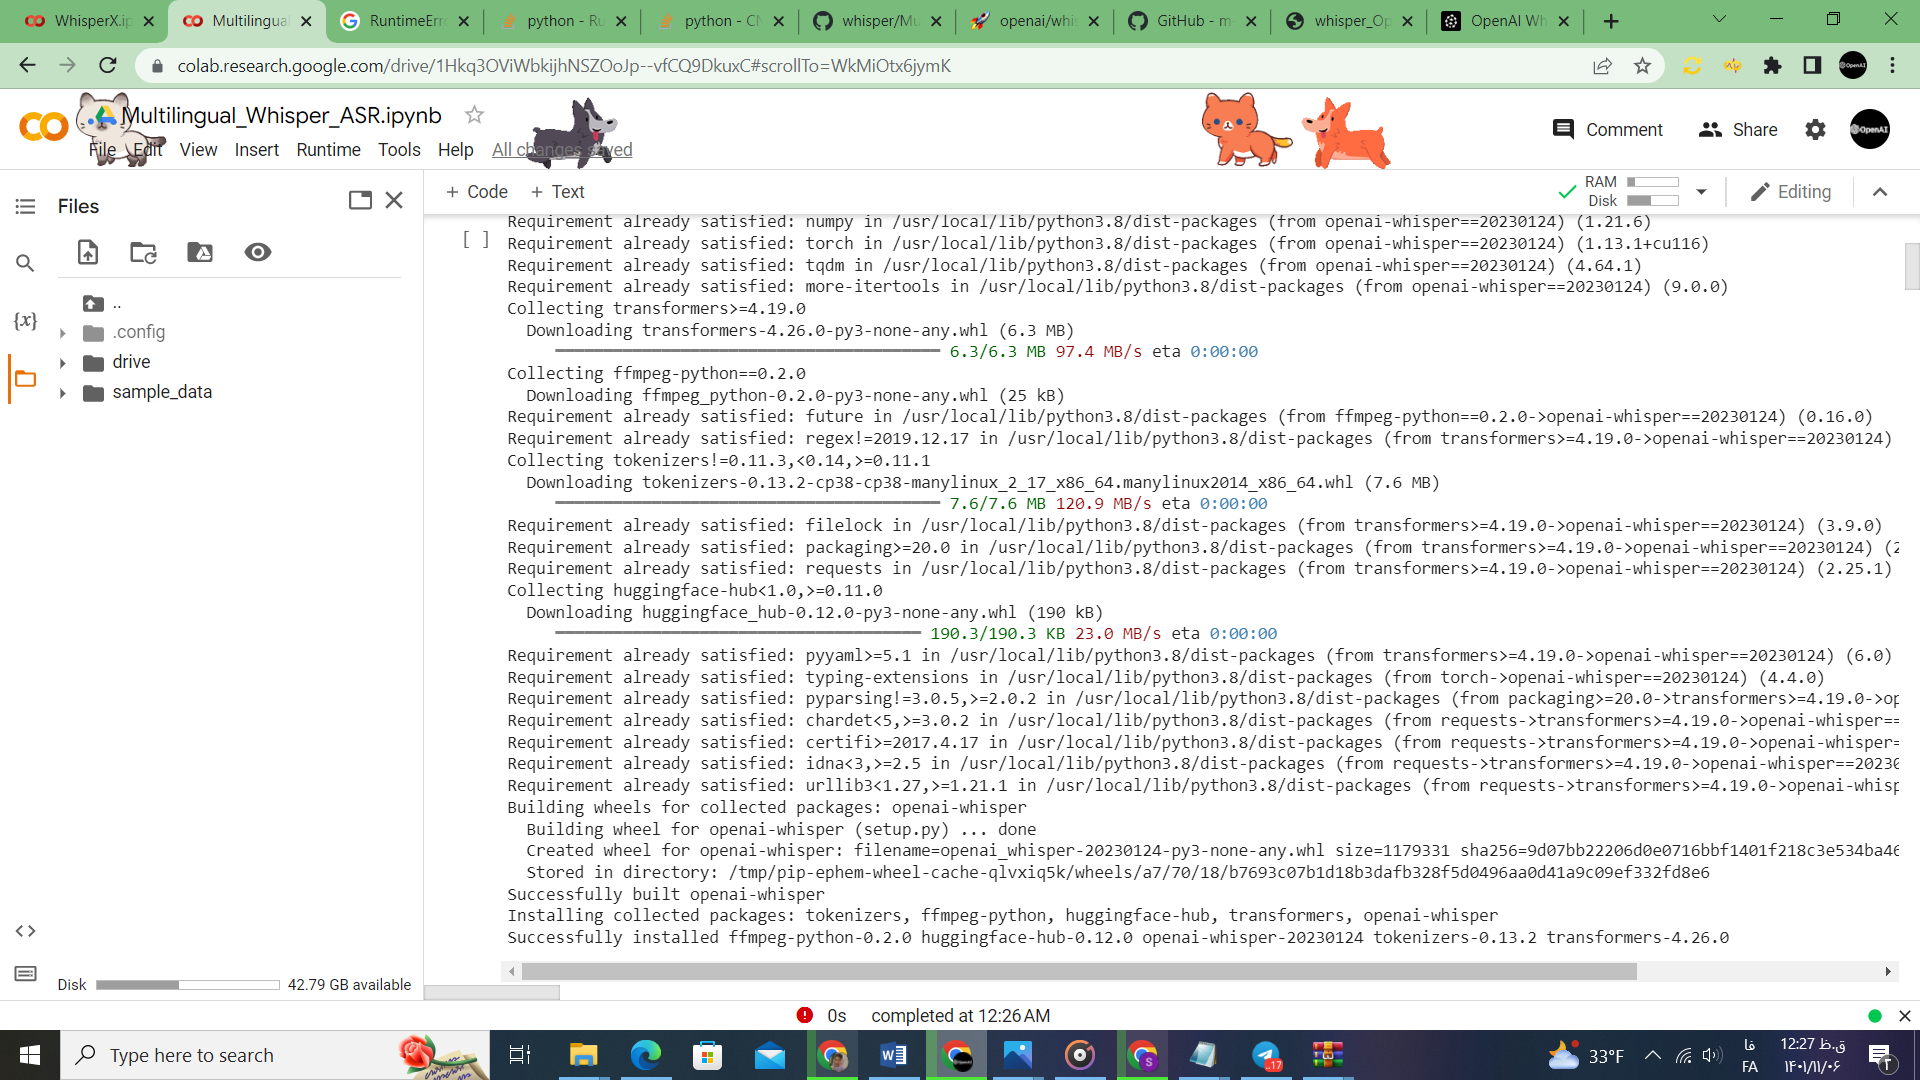 WhisperX.ip
Multilingual
RuntimeErro
python - Ru
python - CN
whisper/Mu
openai/whis
GitHub - m-
whisper_Op
OpenAI Wh
colab.research.google.com/drive/1Hkq3OViWbkijhNSZOoJp--vfCQ9DkuxC#scrollTo=WkMiOtx6jymK
Multilingual_Whisper_ASR.ipynb
File Edit View Insert Runtime Tools Help All changes saved
Comment Share OpenAI
Files
+ Code + Text
RAM
Disk
Editing
..
.config
drive
sample_data
{x}
[ ]
Requirement already satisfied: numpy in /usr/local/lib/python3.8/dist-packages (from openai-whisper==20230124) (1.21.6)
Requirement already satisfied: torch in /usr/local/lib/python3.8/dist-packages (from openai-whisper==20230124) (1.13.1+cu116)
Requirement already satisfied: tqdm in /usr/local/lib/python3.8/dist-packages (from openai-whisper==20230124) (4.64.1)
Requirement already satisfied: more-itertools in /usr/local/lib/python3.8/dist-packages (from openai-whisper==20230124) (9.0.0)
Collecting transformers>=4.19.0
Downloading transformers-4.26.0-py3-none-any.whl (6.3 MB)
6.3/6.3 MB 97.4 MB/s eta 0:00:00
Collecting ffmpeg-python==0.2.0
Downloading ffmpeg_python-0.2.0-py3-none-any.whl (25 kB)
Requirement already satisfied: future in /usr/local/lib/python3.8/dist-packages (from ffmpeg-python==0.2.0->openai-whisper==20230124) (0.16.0)
Requirement already satisfied: regex!=2019.12.17 in /usr/local/lib/python3.8/dist-packages (from transformers>=4.19.0->openai-whisper==20230124)
Collecting tokenizers!=0.11.3,<0.14,>=0.11.1
Downloading tokenizers-0.13.2-cp38-cp38-manylinux_2_17_x86_64.manylinux2014_x86_64.whl (7.6 MB)
7.6/7.6 MB 120.9 MB/s eta 0:00:00
Requirement already satisfied: filelock in /usr/local/lib/python3.8/dist-packages (from transformers>=4.19.0->openai-whisper==20230124) (3.9.0)
Requirement already satisfied: packaging>=20.0 in /usr/local/lib/python3.8/dist-packages (from transformers>=4.19.0->openai-whisper==20230124) (2
Requirement already satisfied: requests in /usr/local/lib/python3.8/dist-packages (from transformers>=4.19.0->openai-whisper==20230124) (2.25.1)
Collecting huggingface-hub<1.0,>=0.11.0
Downloading huggingface_hub-0.12.0-py3-none-any.whl (190 kB)
190.3/190.3 KB 23.0 MB/s eta 0:00:00
Requirement already satisfied: pyyaml>=5.1 in /usr/local/lib/python3.8/dist-packages (from transformers>=4.19.0->openai-whisper==20230124) (6.0)
Requirement already satisfied: typing-extensions in /usr/local/lib/python3.8/dist-packages (from torch->openai-whisper==20230124) (4.4.0)
Requirement already satisfied: pyparsing!=3.0.5,>=2.0.2 in /usr/local/lib/python3.8/dist-packages (from packaging>=20.0->transformers>=4.19.0->op
Requirement already satisfied: chardet<5,>=3.0.2 in /usr/local/lib/python3.8/dist-packages (from requests->transformers>=4.19.0->openai-whisper==
Requirement already satisfied: certifi>=2017.4.17 in /usr/local/lib/python3.8/dist-packages (from requests->transformers>=4.19.0->openai-whisper=
Requirement already satisfied: idna<3,>=2.5 in /usr/local/lib/python3.8/dist-packages (from requests->transformers>=4.19.0->openai-whisper==20230
Requirement already satisfied: urllib3<1.27,>=1.21.1 in /usr/local/lib/python3.8/dist-packages (from requests->transformers>=4.19.0->openai-whisp
Building wheels for collected packages: openai-whisper
Building wheel for openai-whisper (setup.py) ... done
Created wheel for openai-whisper: filename=openai_whisper-20230124-py3-none-any.whl size=1179331 sha256=9d07bb22206d0e0716bbf1401f218c3e534ba46
Stored in directory: /tmp/pip-ephem-wheel-cache-qlvxiq5k/wheels/a7/70/18/b7693c07b1d18b3dafb328f5d0496aa0d41a9c09ef332fd8e6
Successfully built openai-whisper
Installing collected packages: tokenizers, ffmpeg-python, huggingface-hub, transformers, openai-whisper
Successfully installed ffmpeg-python-0.2.0 huggingface-hub-0.12.0 openai-whisper-20230124 tokenizers-0.13.2 transformers-4.26.0
Disk 42.79 GB available
0s completed at 12:26 AM
Type here to search
33°F
فا
FA
12:27 ق.ظ
۱۴۰۱/۱۱/۰۶